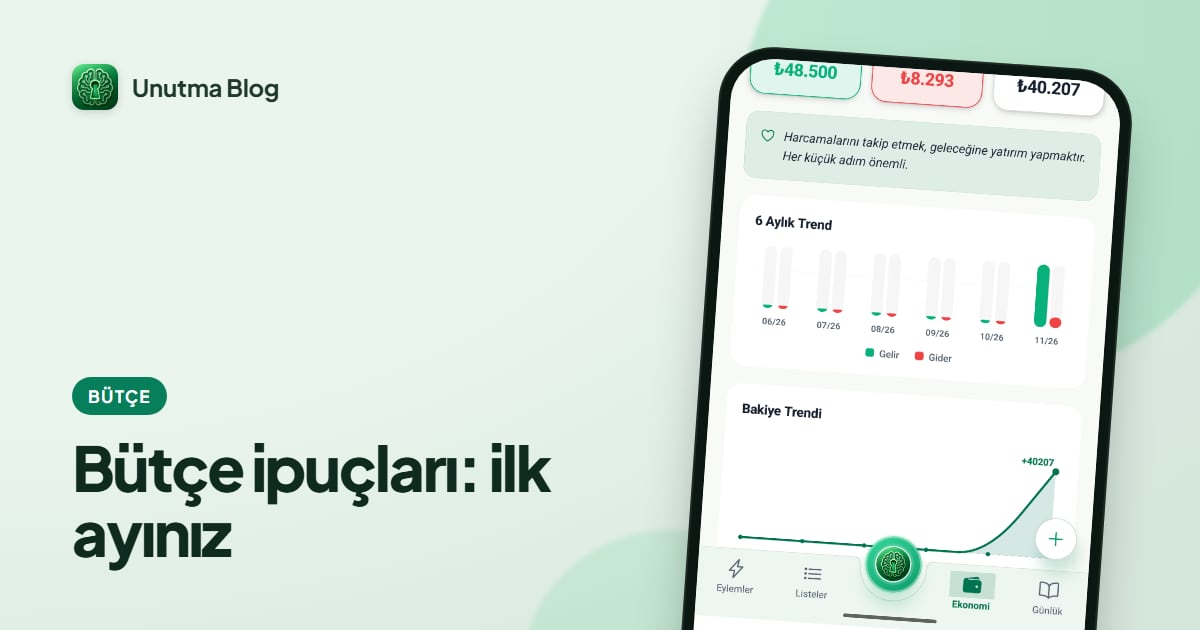 Unutma Blog
BÜTÇE
Bütçe ipuçları: ilk
ayınız
₺48.500
₺8.293
₺40.207
Harcamalarını takip etmek, geleceğine yatırım yapmaktır.
Her küçük adım önemli.
6 Aylık Trend
06/26 07/26 08/26 09/26 10/26 11/26
Gelir Gider
Bakiye Trendi
+40207
Eylemler Listeler Ekonomi Günlük